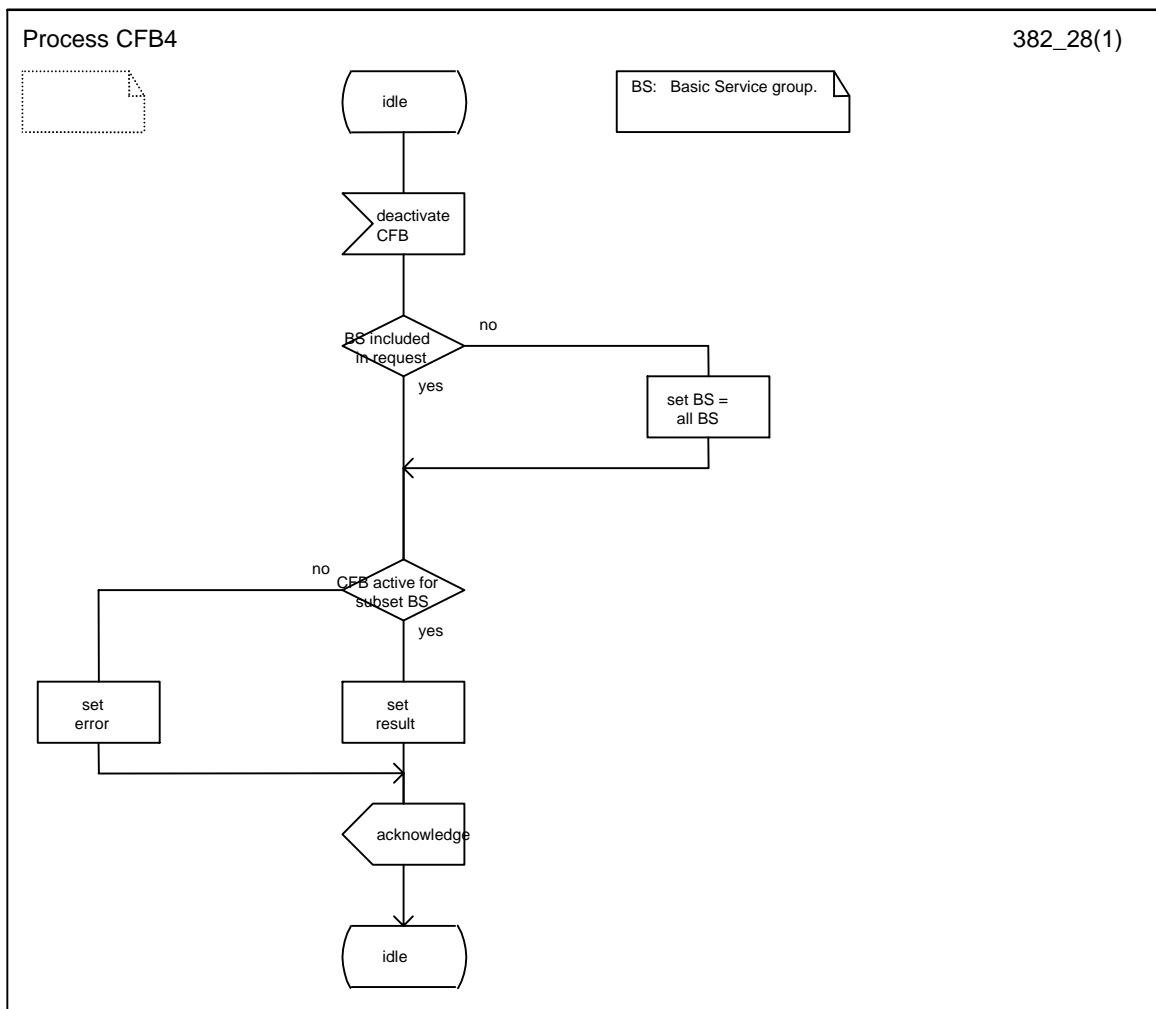 Process CFB4
382_28(1)
idle
BS: Basic Service group.
deactivate
CFB
BS included
in request
no
yes
set BS =
all BS
no
CFB active for
subset BS
yes
set
error
set
result
acknowledge
idle